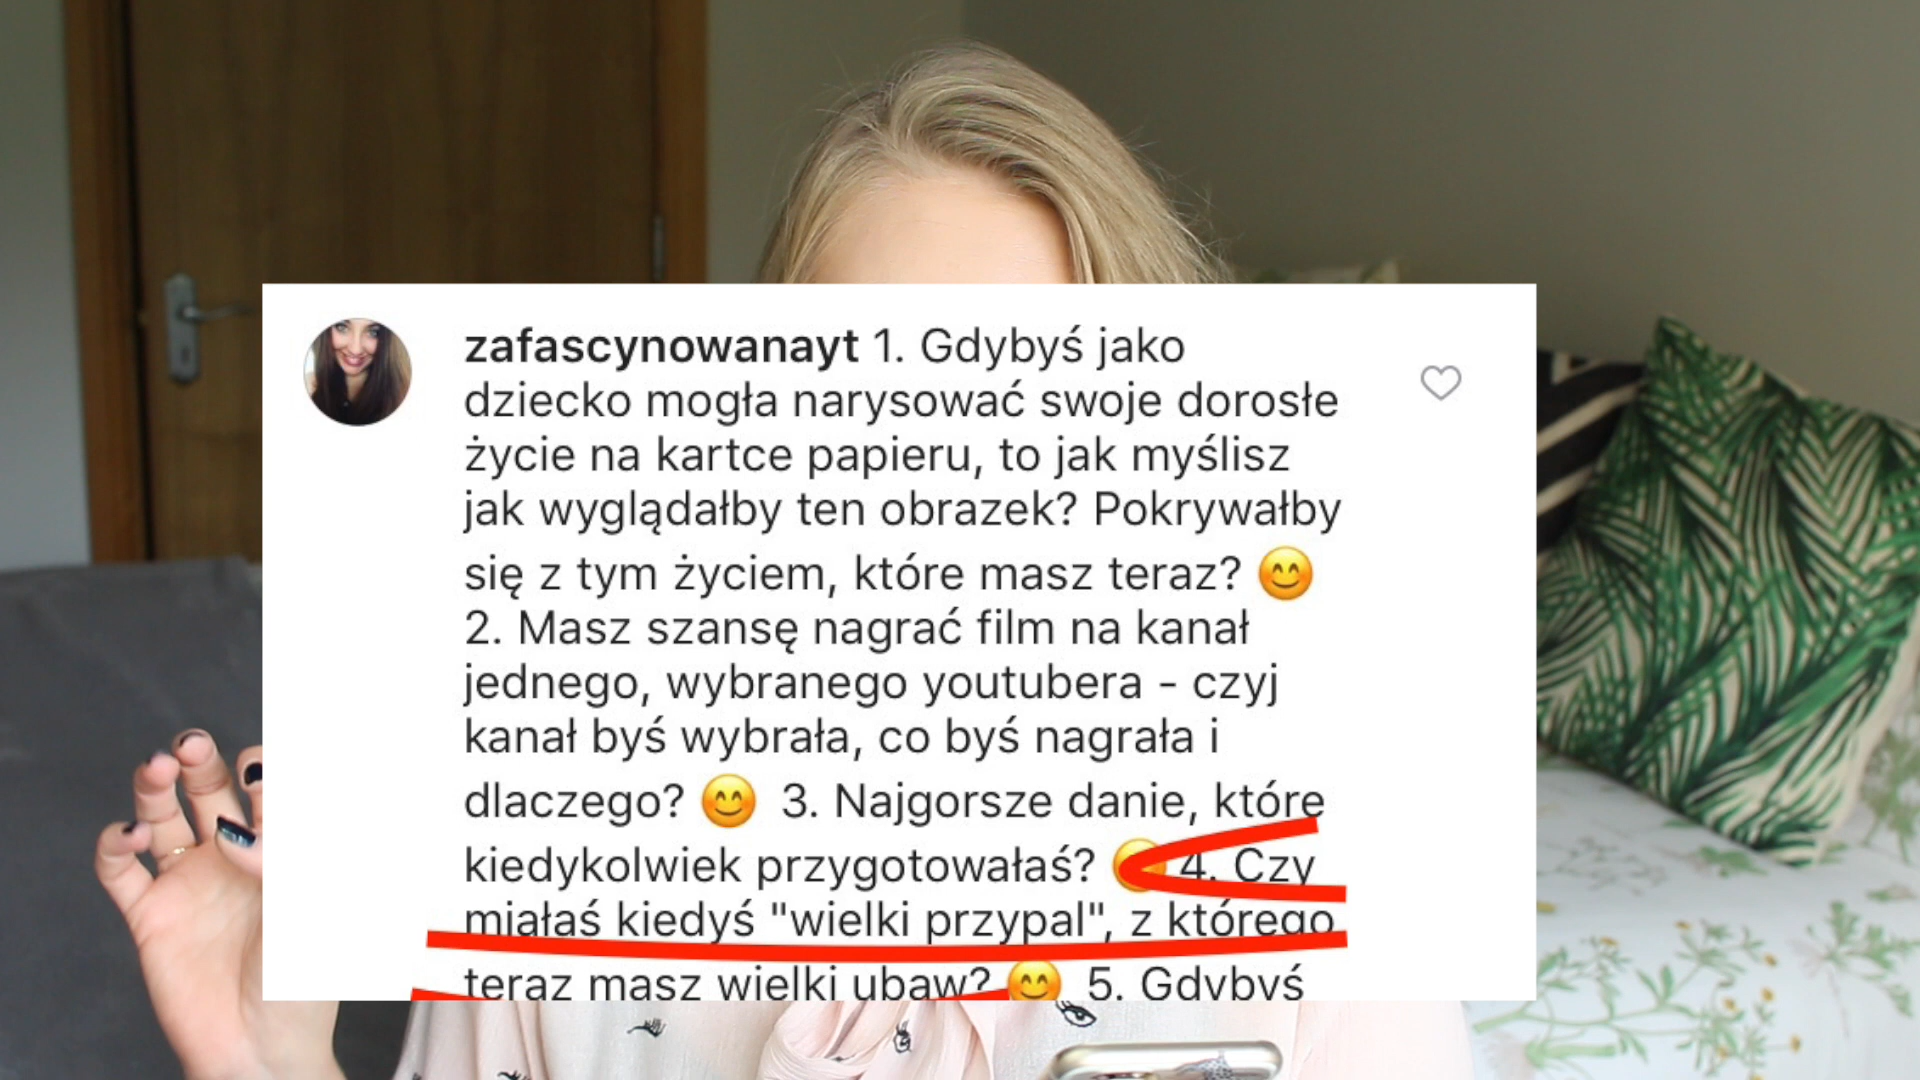 zafascynowanayt 1. Gdybyś jako
dziecko mogła narysować swoje dorosłe
życie na kartce papieru, to jak myślisz
jak wyglądałby ten obrazek? Pokrywałby
się z tym życiem, które masz teraz? 😊
2. Masz szansę nagrać film na kanał
jednego, wybranego youtubera - czyj
kanał byś wybrała, co byś nagrała i
dlaczego? 😊 3. Najgorsze danie, które
kiedykolwiek przygotowałaś? 😊 4. Czy
miałaś kiedyś "wielki przypal", z którego
teraz masz wielki ubaw? 😊 5. Gdybyś